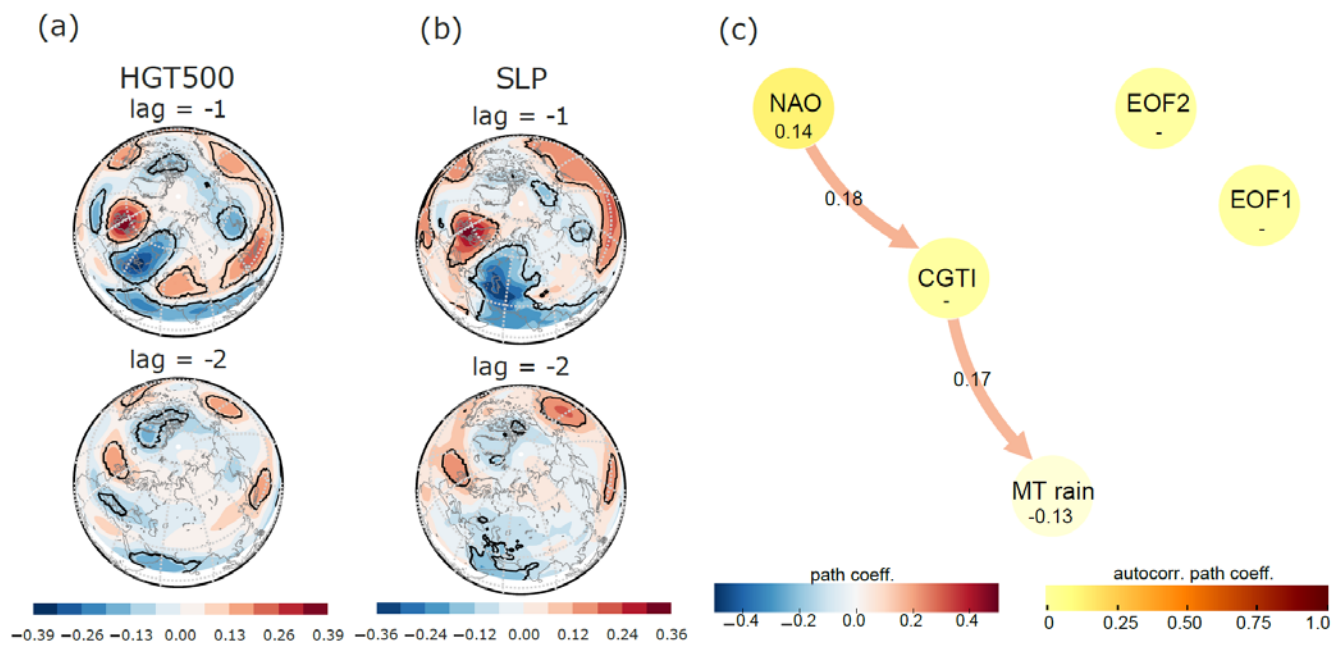 (a)
HGT500
lag = -1
lag = -2
−0.39 −0.26 −0.13 0.00 0.13 0.26 0.39
(b)
SLP
lag = -1
lag = -2
−0.36 −0.24 −0.12 0.00 0.12 0.24 0.36
(c)
NAO
0.14
EOF2
-
EOF1
-
0.18
CGTI
-
0.17
MT rain
-0.13
path coeff.
−0.4 −0.2 0.0 0.2 0.4
autocorr. path coeff.
0 0.25 0.50 0.75 1.0